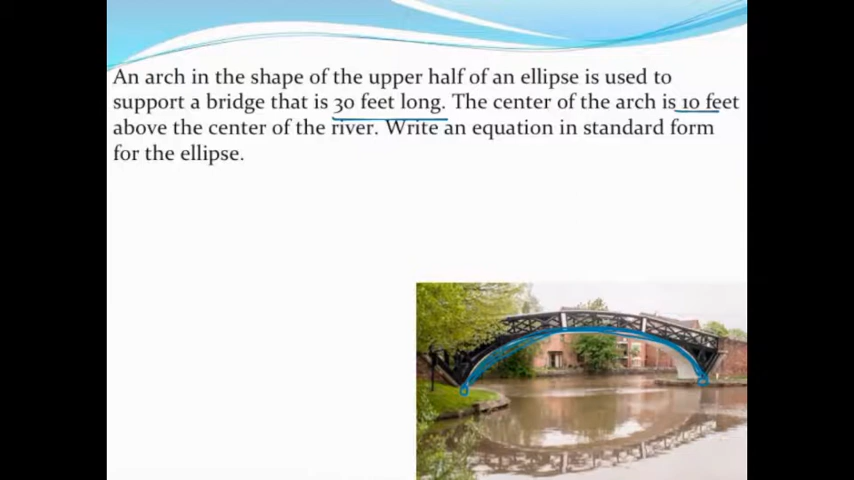 An arch in the shape of the upper half of an ellipse is used to
support a bridge that is 30 feet long. The center of the arch is 10 feet
above the center of the river. Write an equation in standard form
for the ellipse.